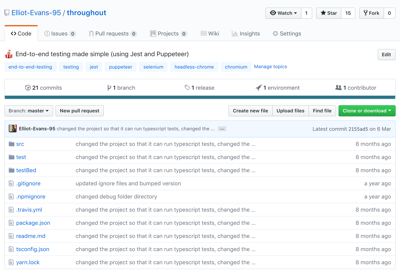 Elliot-Evans-95 / throughout
Watch 1 Star 15 Fork 0
Code Issues 0 Pull requests 0 Projects 0 Wiki Insights Settings
End-to-end testing made simple (using Jest and Puppeteer) Edit
end-to-end-testing testing jest puppeteer selenium headless-chrome chromium Manage topics
21 commits 1 branch 1 release 1 environment 1 contributor
Branch: master New pull request Create new file Upload files Find file Clone or download
Elliot-Evans-95 changed the project so that it can run typescript tests, changed the ... Latest commit on 6 Mar
src changed the project so that it can run typescript tests, changed the ... 8 months ago
test changed the project so that it can run typescript tests, changed the ... 8 months ago
testBed changed the project so that it can run typescript tests, changed the ... 8 months ago
.gitignore updated ignore files and bumped version a year ago
.npmignore changed debug folder directory a year ago
.travis.yml changed the project so that it can run typescript tests, changed the ... 8 months ago
package.json changed the project so that it can run typescript tests, changed the ... 8 months ago
readme.md changed the project so that it can run typescript tests, changed the ... 8 months ago
tsconfig.json changed the project so that it can run typescript tests, changed the ... 8 months ago
yarn.lock changed the project so that it can run typescript tests, changed the ... 8 months ago